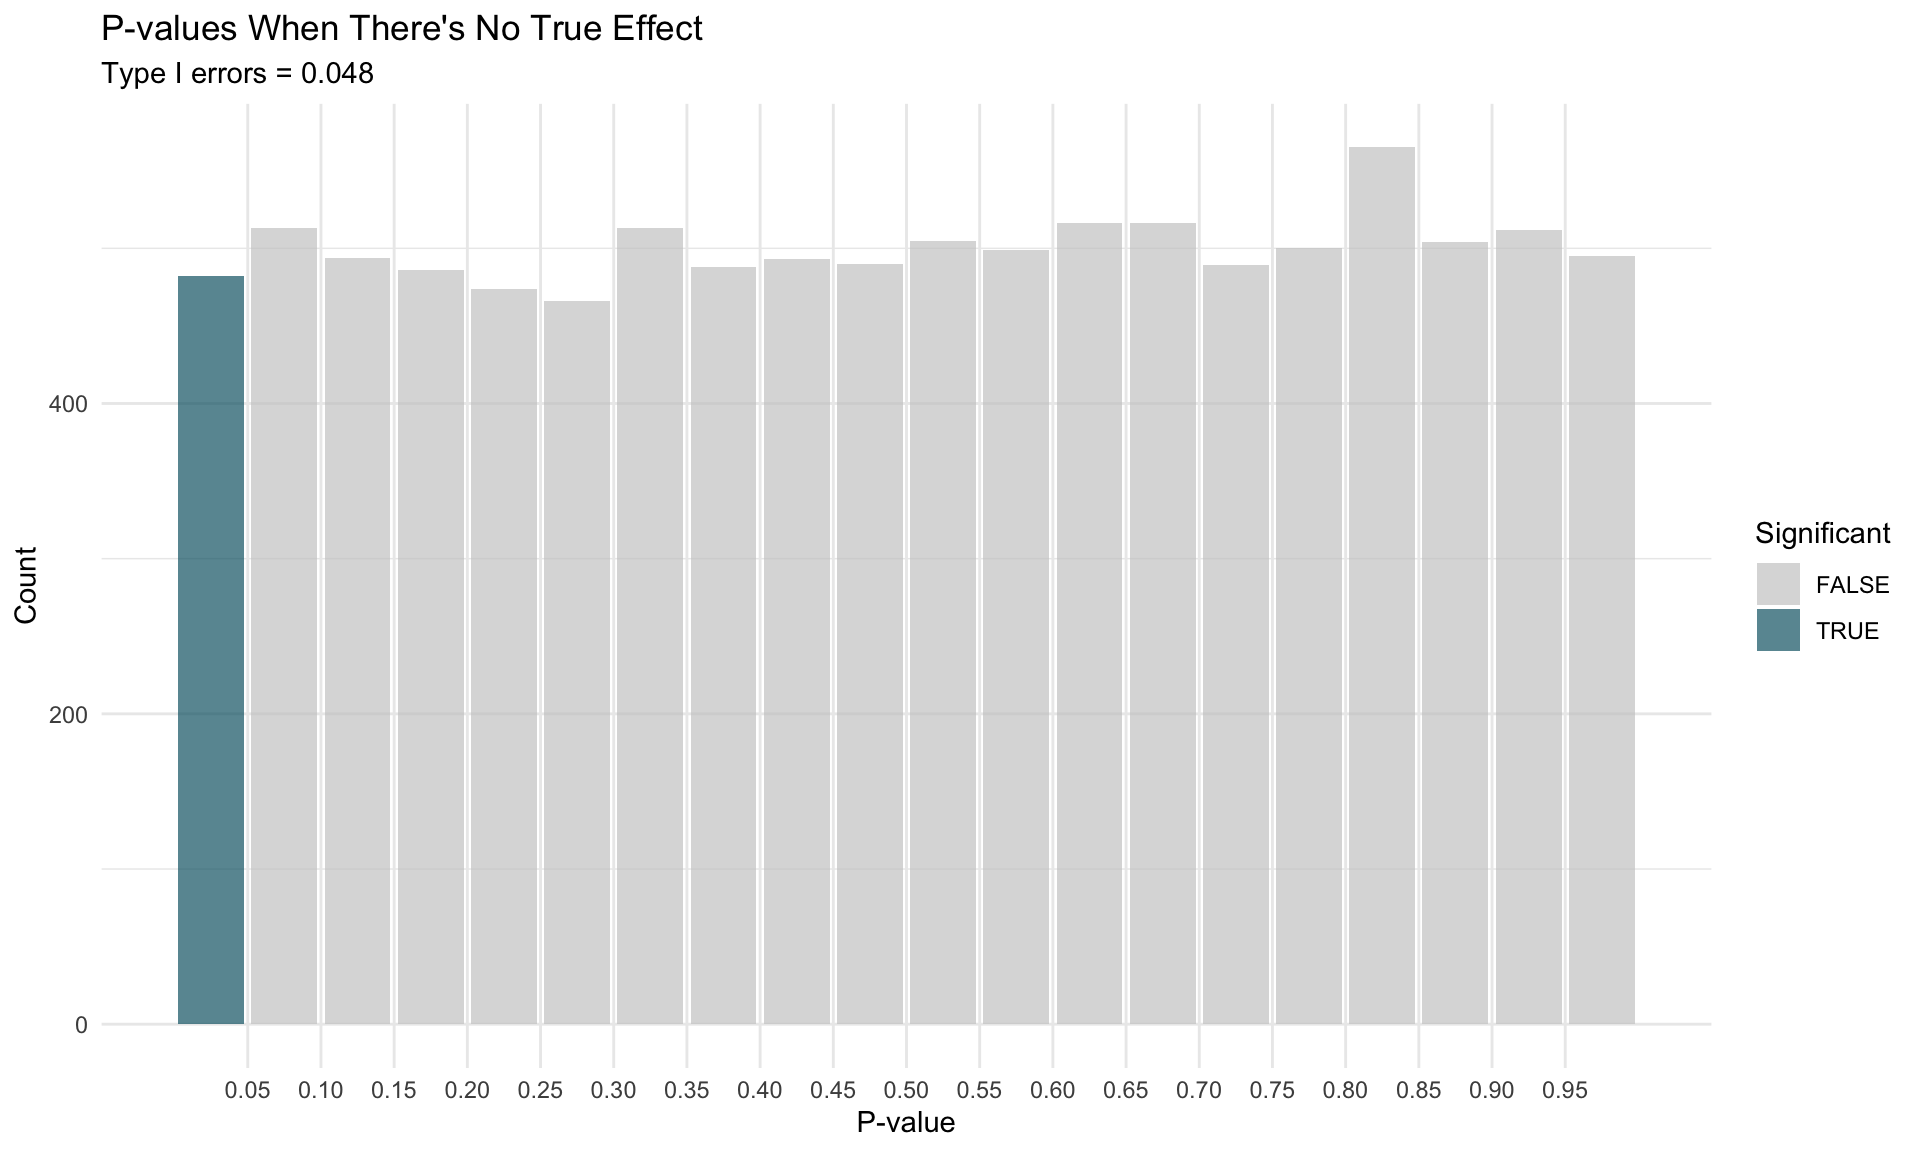 P-values When There's No True Effect
Type I errors = 0.048
Count
400
200
0
0.05 0.10 0.15 0.20 0.25 0.30 0.35 0.40 0.45 0.50 0.55 0.60 0.65 0.70 0.75 0.80 0.85 0.90 0.95
P-value
Significant
FALSE
TRUE